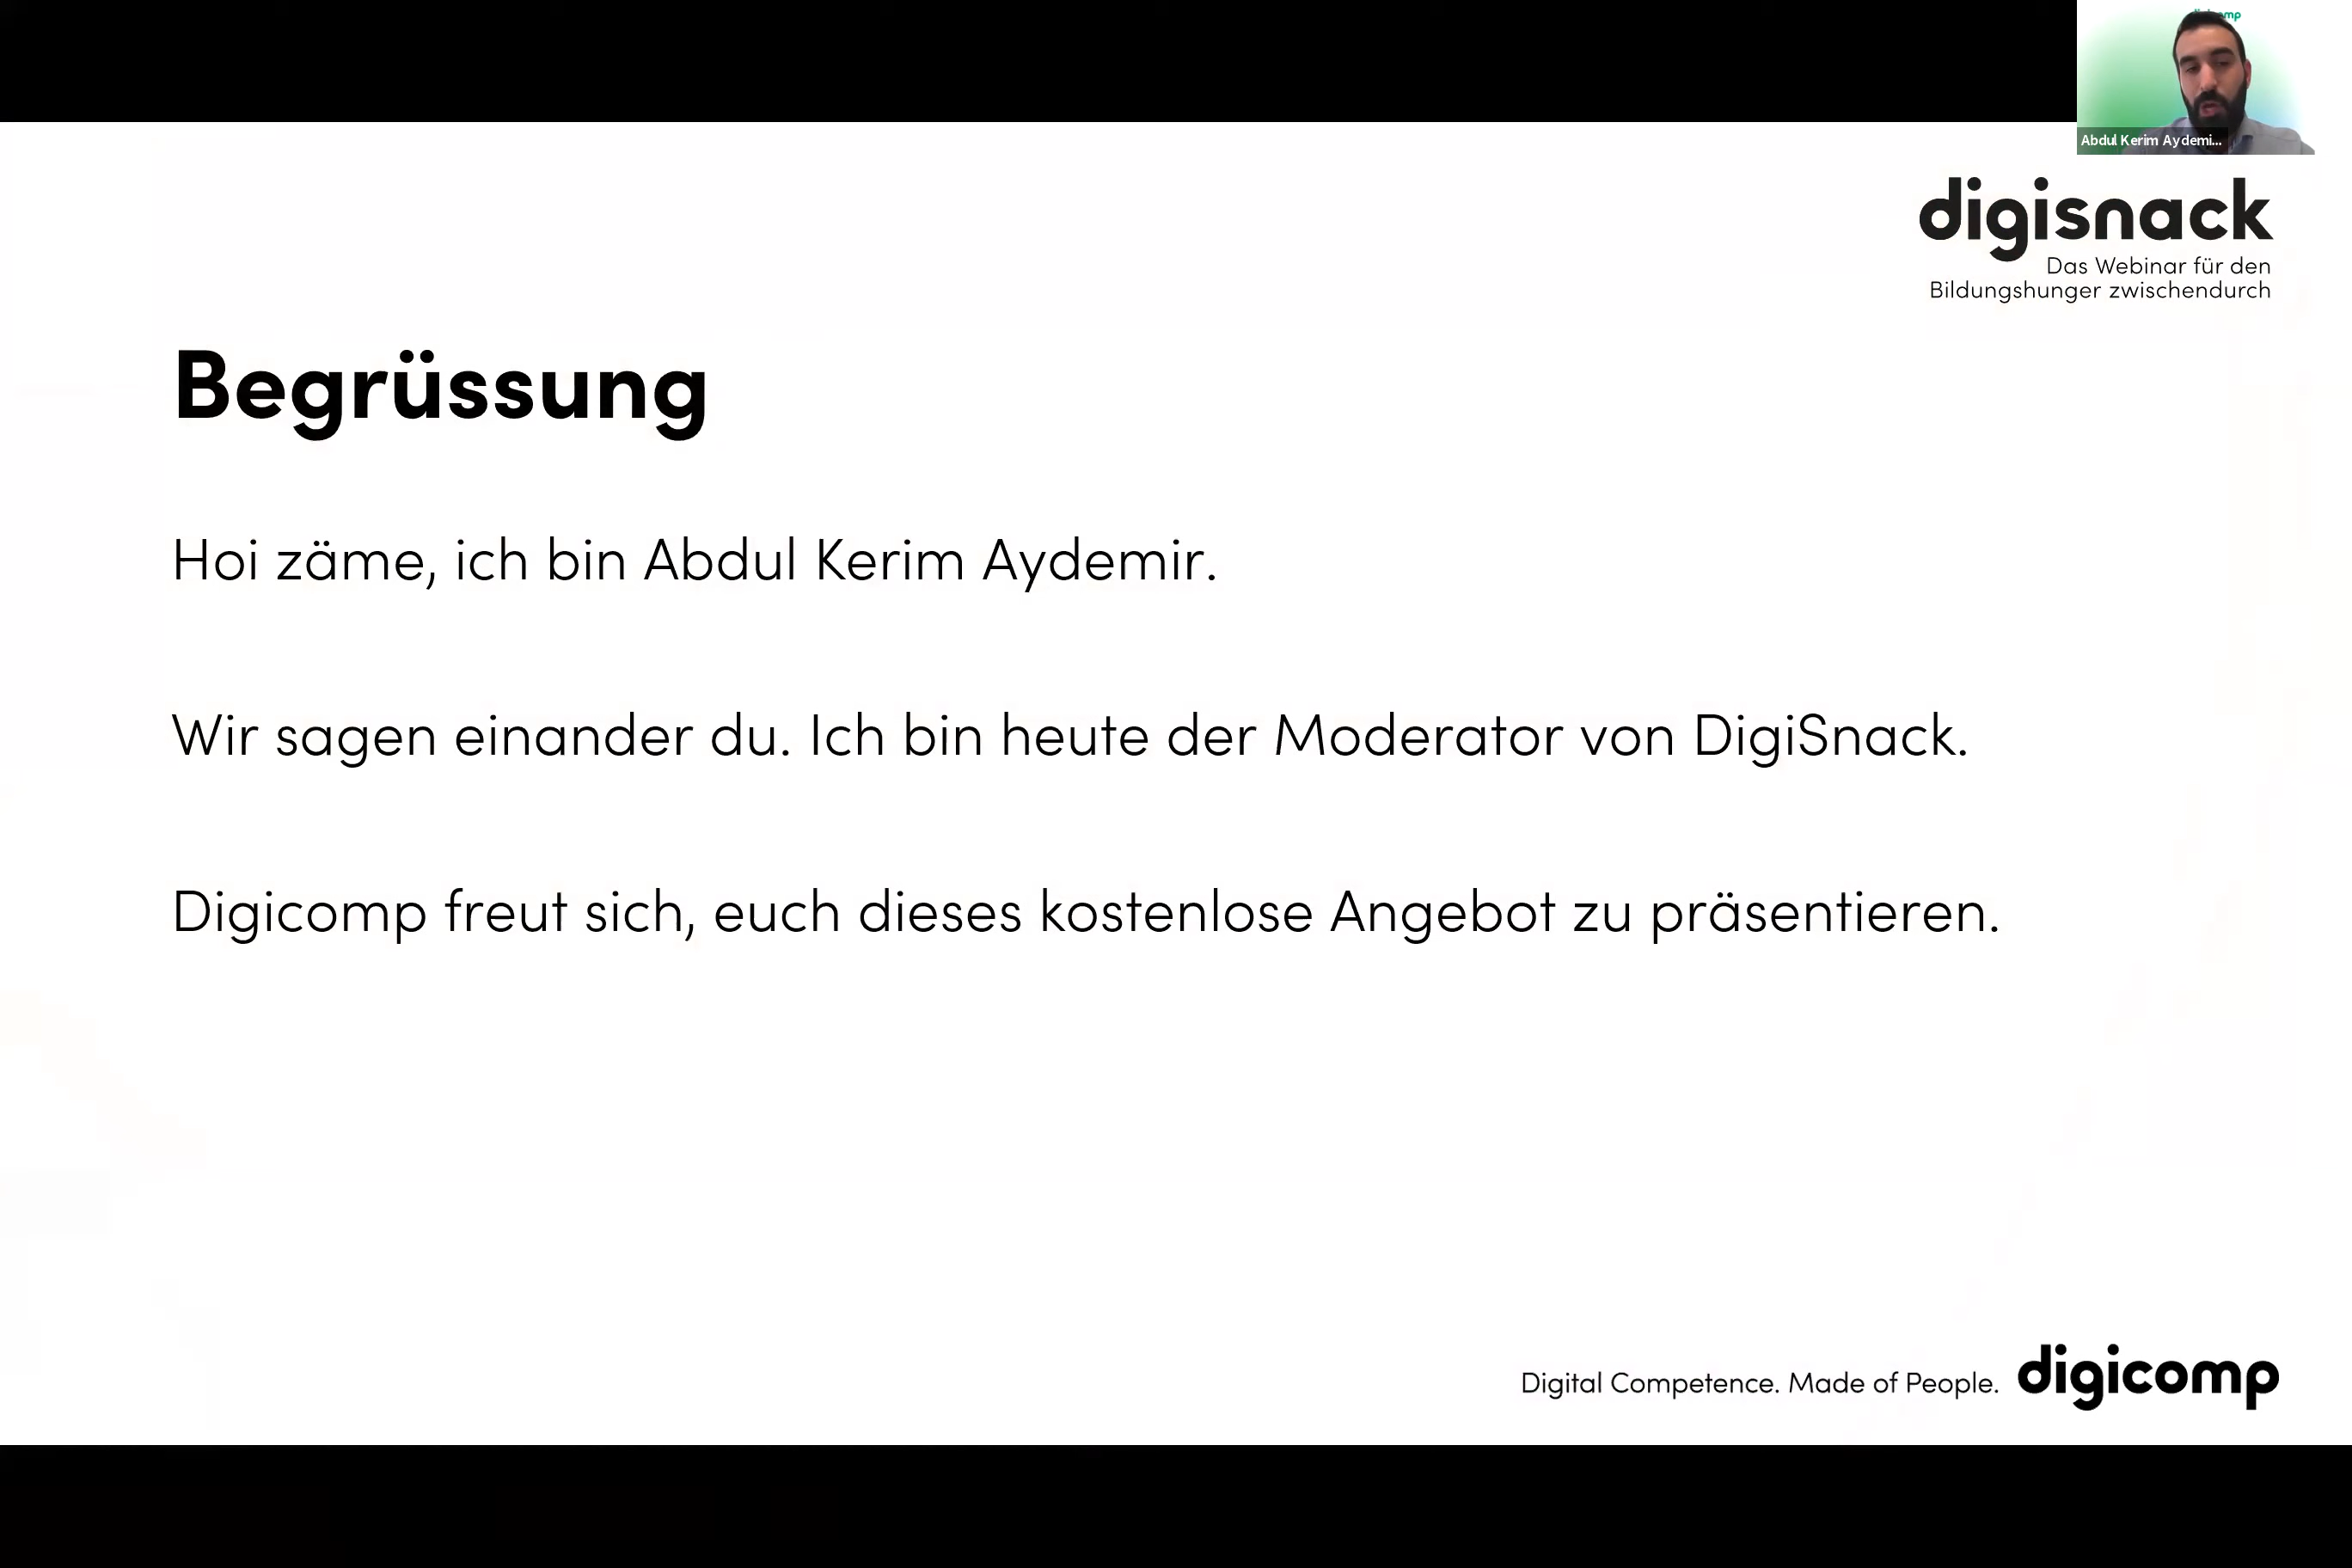 Abdul Kerim Aydemi...
digisnack
Das Webinar für den
Bildungshunger zwischendurch
Begrüssung
Hoi zäme, ich bin Abdul Kerim Aydemir.
Wir sagen einander du. Ich bin heute der Moderator von DigiSnack.
Digicomp freut sich, euch dieses kostenlose Angebot zu präsentieren.
Digital Competence. Made of People. digicomp